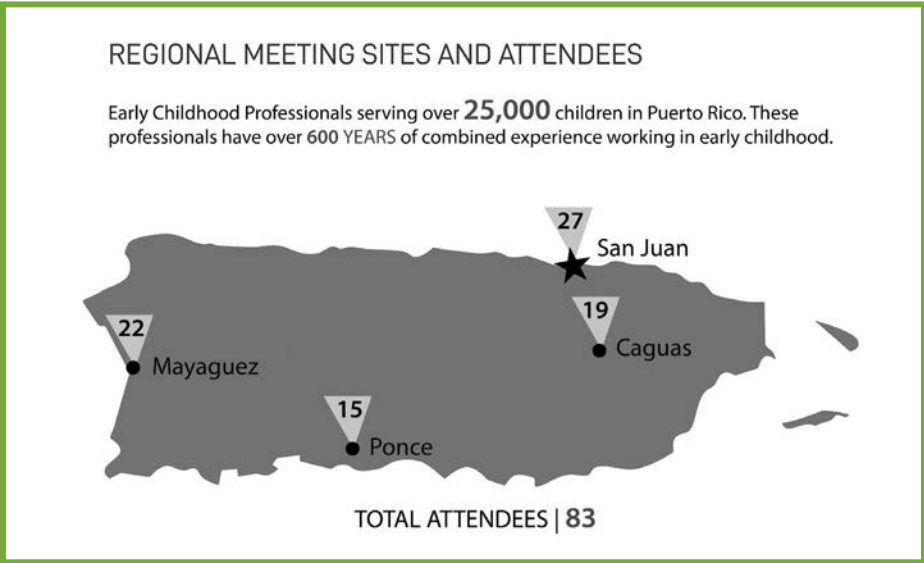 REGIONAL MEETING SITES AND ATTENDEES
Early Childhood Professionals serving over 25,000 children in Puerto Rico. These
professionals have over 600 YEARS of combined experience working in early childhood.
27
San Juan
19
Caguas
22
Mayaguez
15
Ponce
TOTAL ATTENDEES | 83